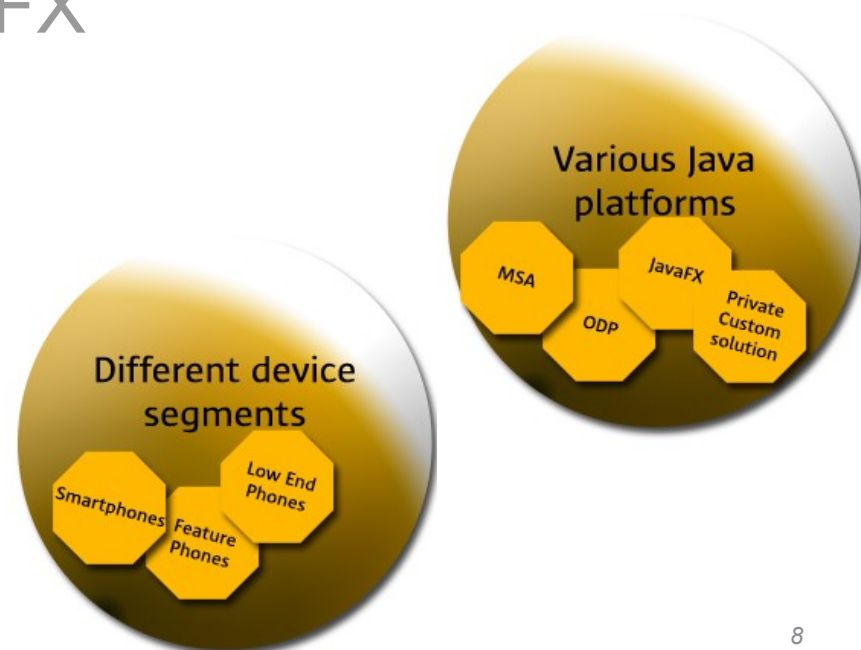 FX
Various Java
platforms
MSA
ODP
JavaFX
Private
Custom
solution
Different device
segments
Smartphones
Feature
Phones
Low End
Phones
8